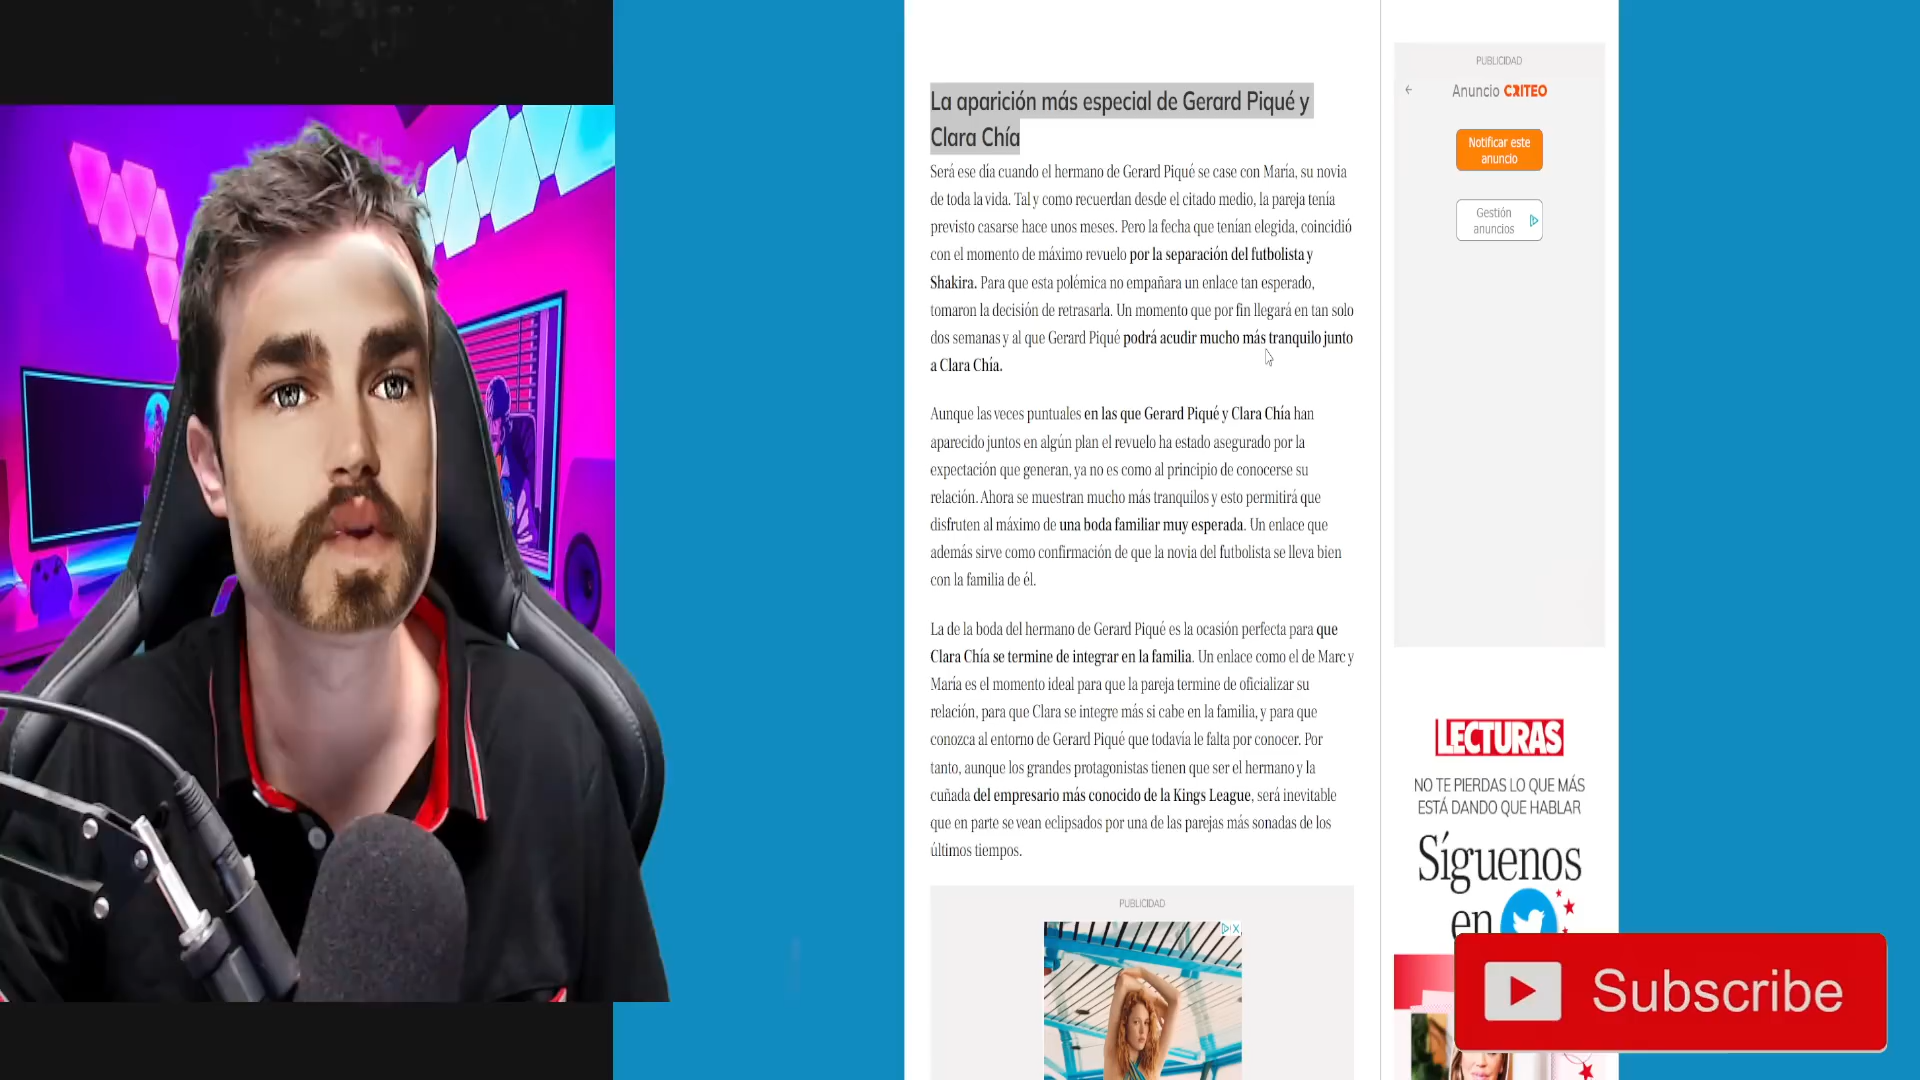 La aparición más especial de Gerard Piqué y
Clara Chía
Será ese día cuando el hermano de Gerard Piqué se case con María, su novia
de toda la vida. Tal y como recuerdan desde el citado medio, la pareja tenía
previsto casarse hace unos meses. Pero la fecha que tenían elegida, coincidió
con el momento de máximo revuelo por la separación del futbolista y
Shakira. Para que esta polémica no empañara un enlace tan esperado,
tomaron la decisión de retrasarla. Un momento que por fin llegará en tan solo
dos semanas y al que Gerard Piqué podrá acudir mucho más tranquilo junto
a Clara Chía.
Aunque las veces puntuales en las que Gerard Piqué y Clara Chía han
aparecido juntos en algún plan el revuelo ha estado asegurado por la
expectación que generan, ya no es como al principio de conocerse su
relación. Ahora se muestran mucho más tranquilos y esto permitirá que
disfruten al máximo de una boda familiar muy esperada. Un enlace que
además sirve como confirmación de que la novia del futbolista se lleva bien
con la familia de él.
La de la boda del hermano de Gerard Piqué es la ocasión perfecta para que
Clara Chía se termine de integrar en la familia. Un enlace como el de Marc y
María es el momento ideal para que la pareja termine de oficializar su
relación, para que Clara se integre más si cabe en la familia, y para que
conozca al entorno de Gerard Piqué que todavía le falta por conocer. Por
tanto, aunque los grandes protagonistas tienen que ser el hermano y la
cuñada del empresario más conocido de la Kings League, será inevitable
que en parte se vean eclipsados por una de las parejas más sonadas de los
últimos tiempos.
PUBLICIDAD
PUBLICIDAD
Anuncio CRITEO
Notificar este
anuncio
Gestión
anuncios
LECTURAS
NO TE PIERDAS LO QUE MÁS
ESTÁ DANDO QUE HABLAR
Síguenos
en
Subscribe